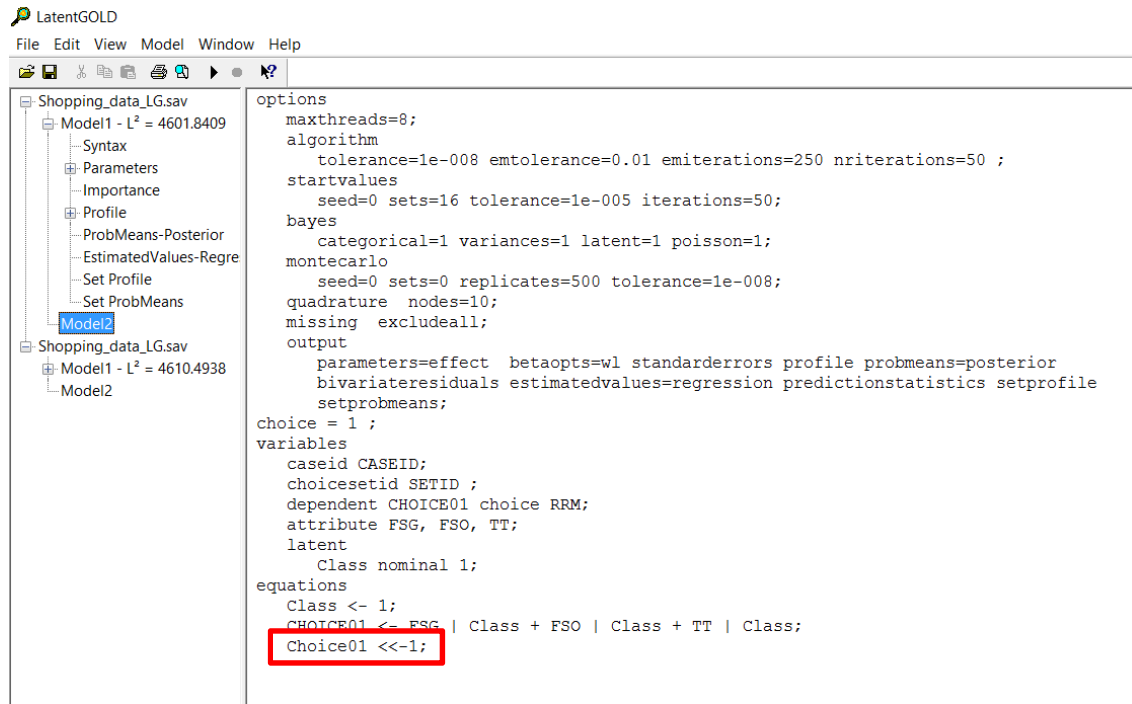 LatentGOLD
File Edit View Model Window Help
Shopping_data_LG.sav
Model1 - L² = 4601.8409
Syntax
Parameters
Importance
Profile
ProbMeans-Posterior
EstimatedValues-Regre
Set Profile
Set ProbMeans
Model2
Shopping_data_LG.sav
Model1 - L² = 4610.4938
Model2
options
maxthreads=8;
algorithm
tolerance=1e-008 emtolerance=0.01 emiterations=250 nriterations=50 ;
startvalues
seed=0 sets=16 tolerance=1e-005 iterations=50;
bayes
categorical=1 variances=1 latent=1 poisson=1;
montecarlo
seed=0 sets=0 replicates=500 tolerance=1e-008;
quadrature nodes=10;
missing excludeall;
output
parameters=effect betaopts=wl standarderrors profile probmeans=posterior
bivariateresiduals estimatedvalues=regression predictionstatistics setprofile
setprobmeans;
choice = 1 ;
variables
caseid CASEID;
choicesetid SETID ;
dependent CHOICE01 choice RRM;
attribute FSG, FSO, TT;
latent
Class nominal 1;
equations
Class <- 1;
CHOICE01 <- FSG | Class + FSO | Class + TT | Class;
Choice01 <<-1;